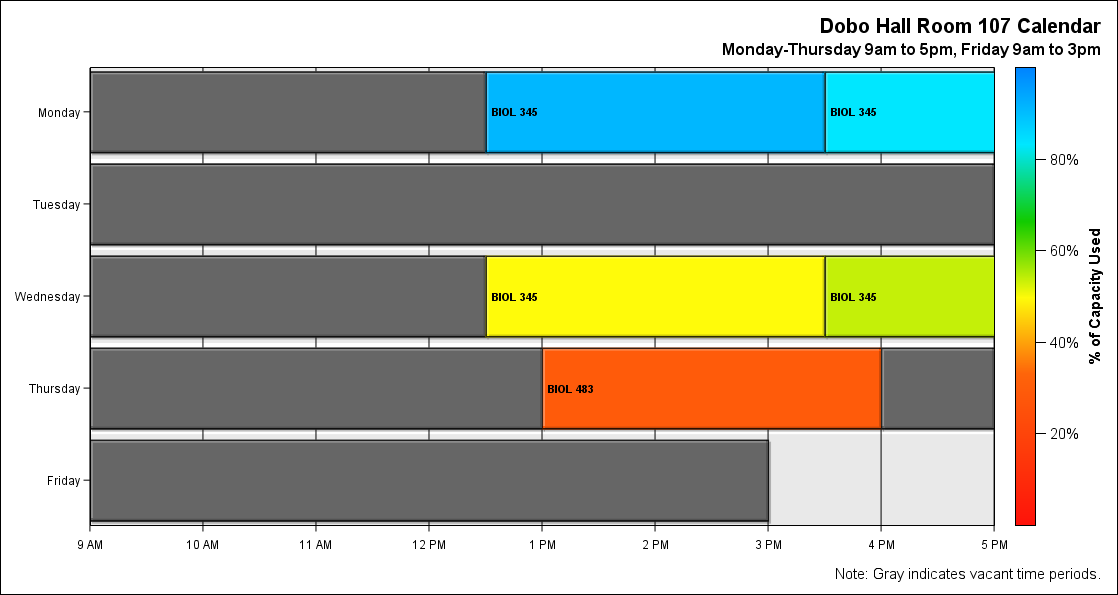 Dobo Hall Room 107 Calendar
Monday-Thursday 9am to 5pm, Friday 9am to 3pm
Monday
BIOL 345
BIOL 345
Tuesday
Wednesday
BIOL 345
BIOL 345
Thursday
BIOL 483
Friday
9 AM
10 AM
11 AM
12 PM
1 PM
2 PM
3 PM
4 PM
5 PM
80%
60%
40%
20%
% of Capacity Used
Note: Gray indicates vacant time periods.